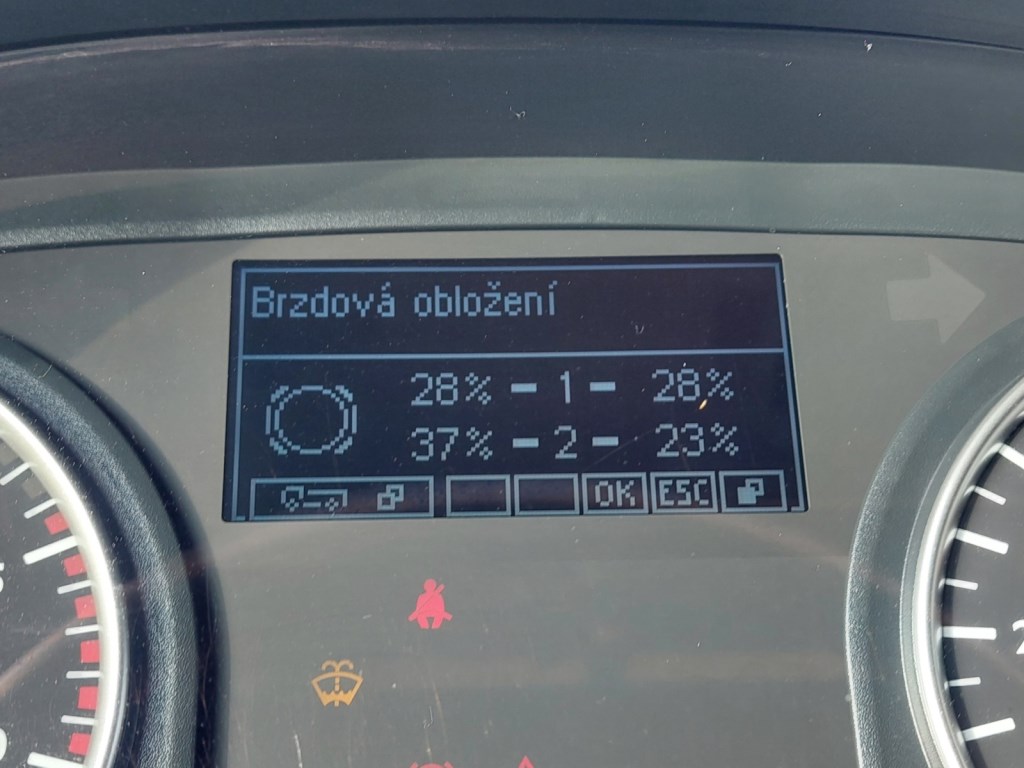 Brzdová obložení
28% - 1 - 28%
37% - 2 - 23%
OK ESC